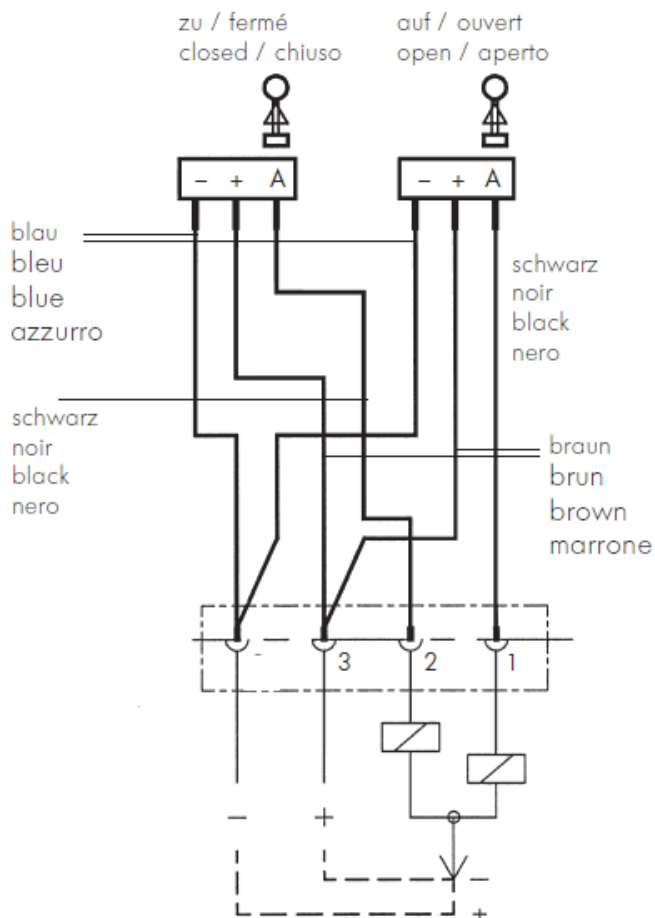 zu / fermé
closed / chiuso
auf / ouvert
open / aperto
– + A
– + A
blau
bleu
blue
azzurro
schwarz
noir
black
nero
schwarz
noir
black
nero
braun
brun
brown
marrone
3 2 1
– +
–
+